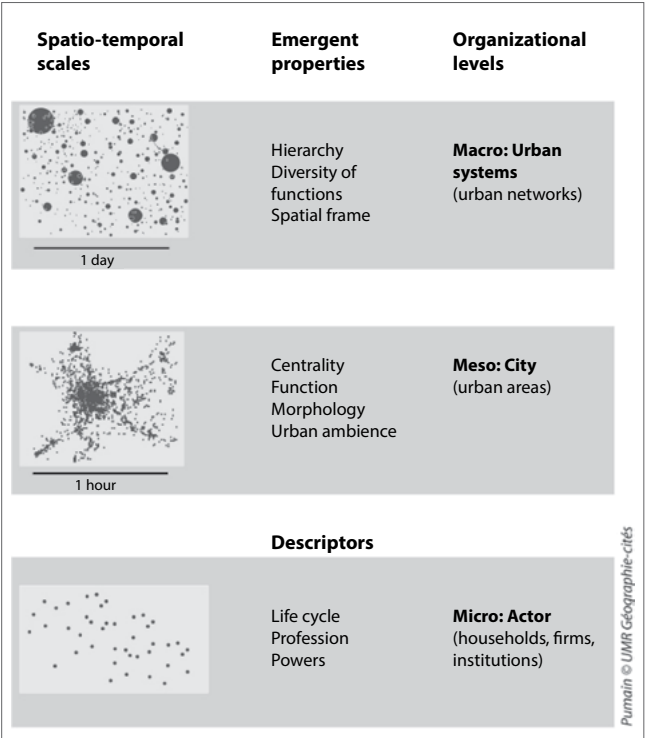 Spatio-temporal
scales
Emergent
properties
Organizational
levels
1 day
Hierarchy
Diversity of
functions
Spatial frame
Macro: Urban
systems
(urban networks)
1 hour
Centrality
Function
Morphology
Urban ambience
Meso: City
(urban areas)
Descriptors
Life cycle
Profession
Powers
Micro: Actor
(households, firms,
institutions)
Pumain © UMR Géographie-cités